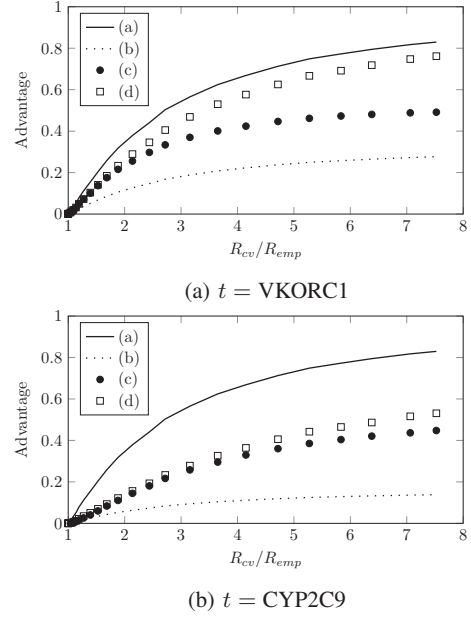 0
0.2
0.4
0.6
0.8
1
Advantage
(a)
(b)
(c)
(d)
1 2 3 4 5 6 7 8
R_cv/R_emp
(a) t = VKORC1
0
0.2
0.4
0.6
0.8
1
Advantage
(a)
(b)
(c)
(d)
1 2 3 4 5 6 7 8
R_cv/R_emp
(b) t = CYP2C9